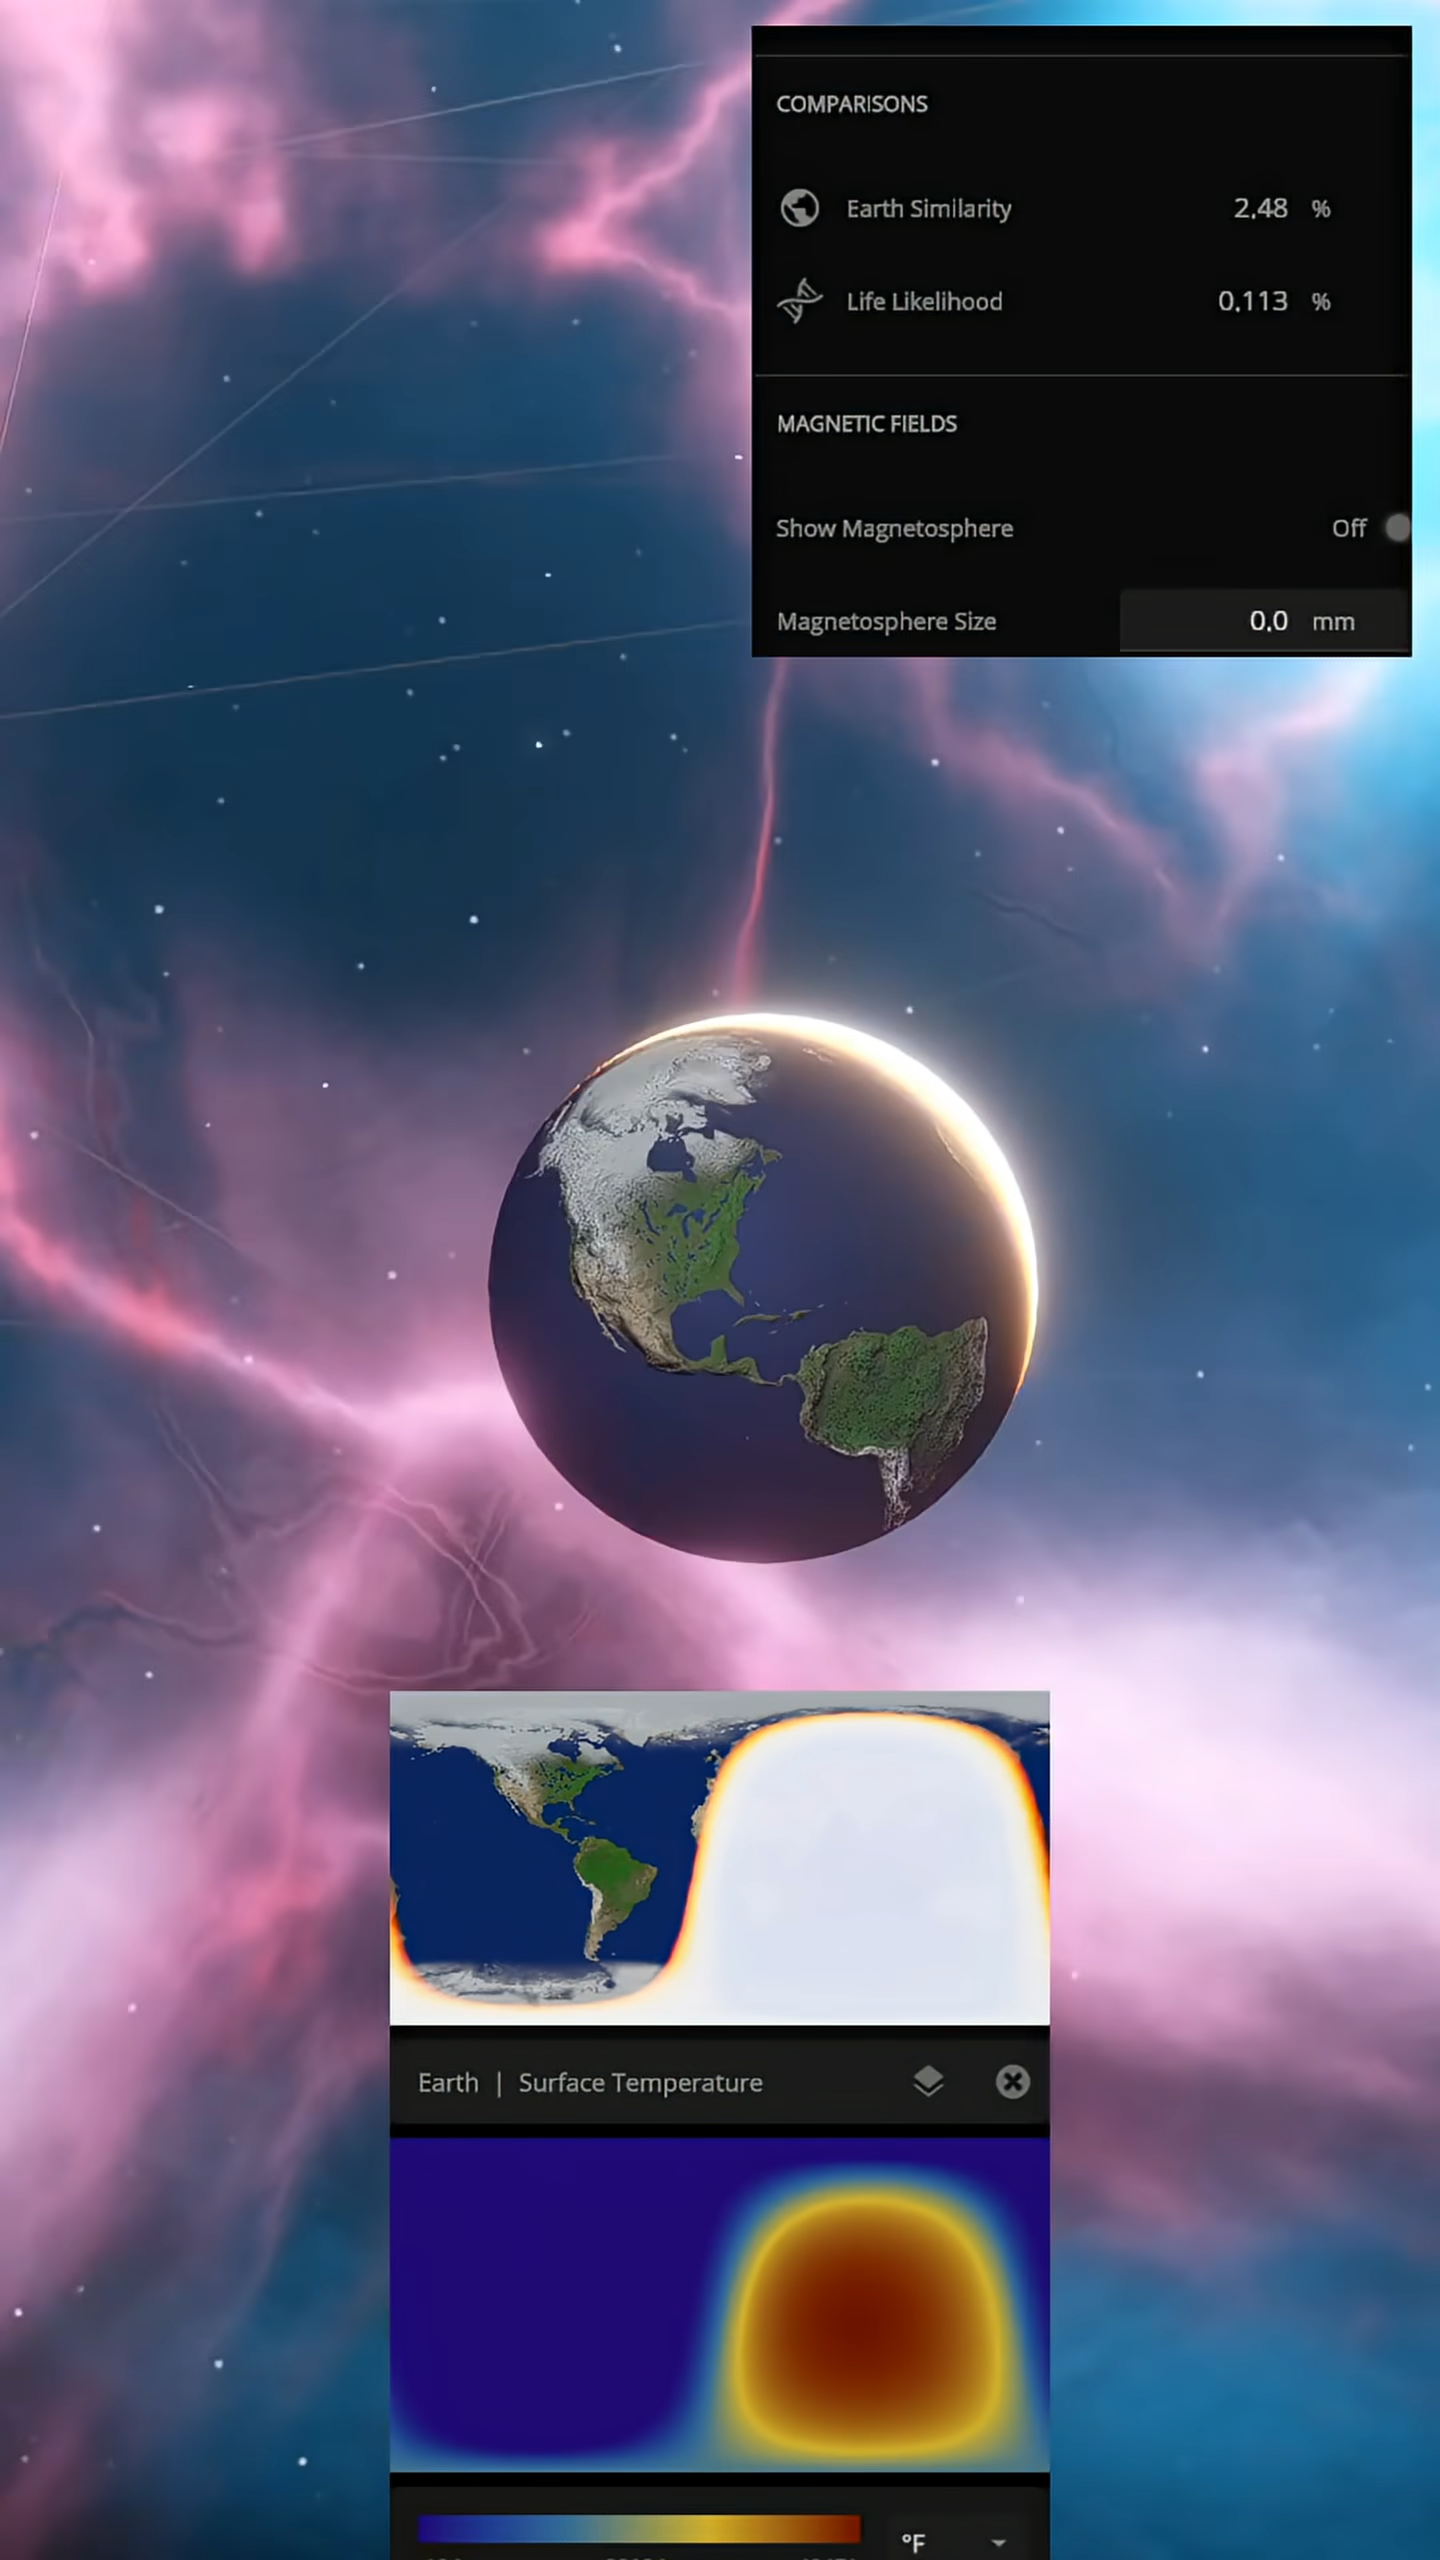 COMPARISONS
Earth Similarity 2.48 %
Life Likelihood 0.113 %
MAGNETIC FIELDS
Show Magnetosphere Off
Magnetosphere Size 0.0 mm
Earth | Surface Temperature
°F